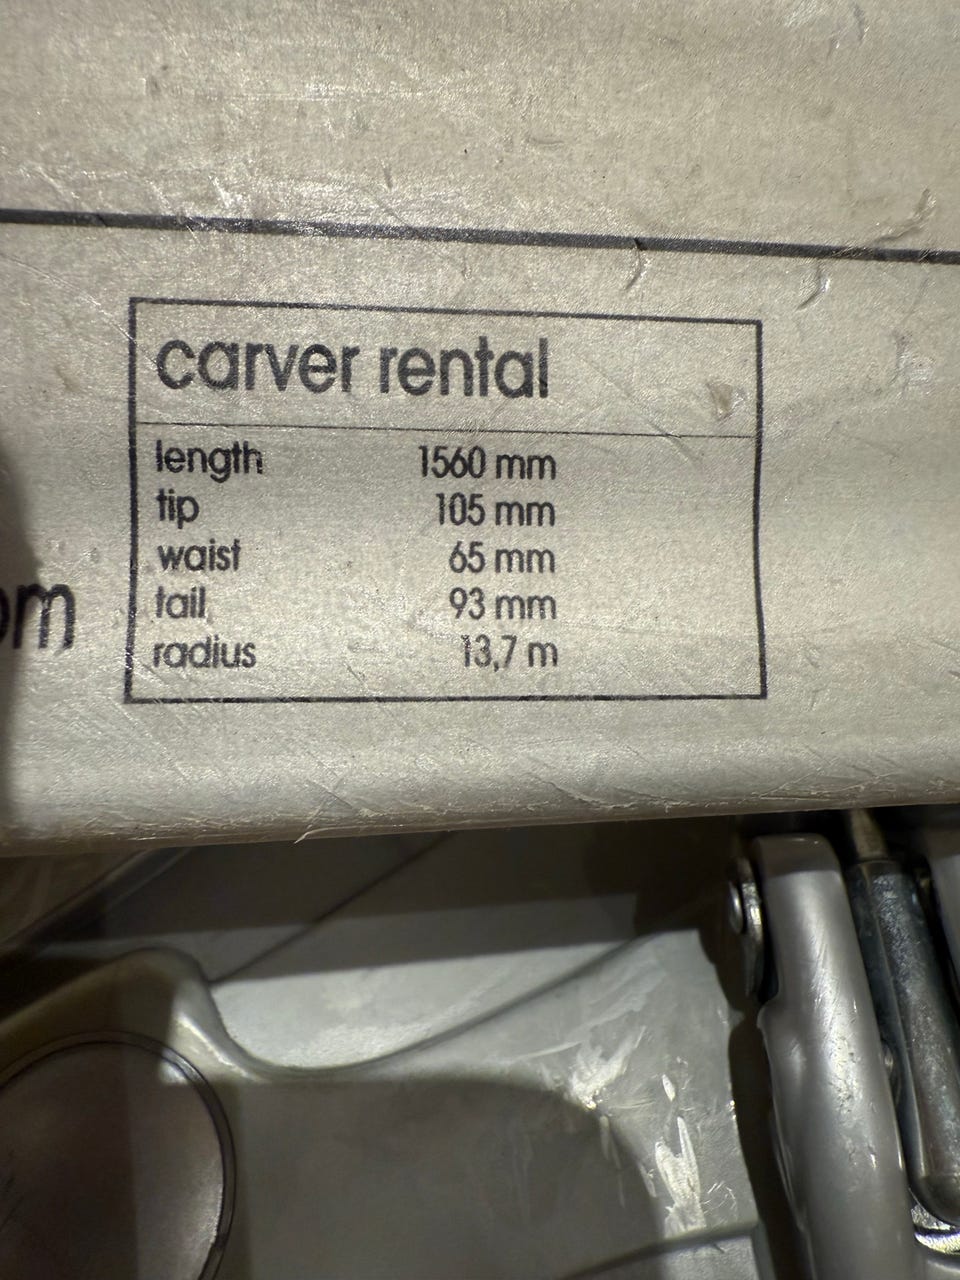 carver rental
length 1560 mm
tip 105 mm
waist 65 mm
tail 93 mm
radius 13,7 m